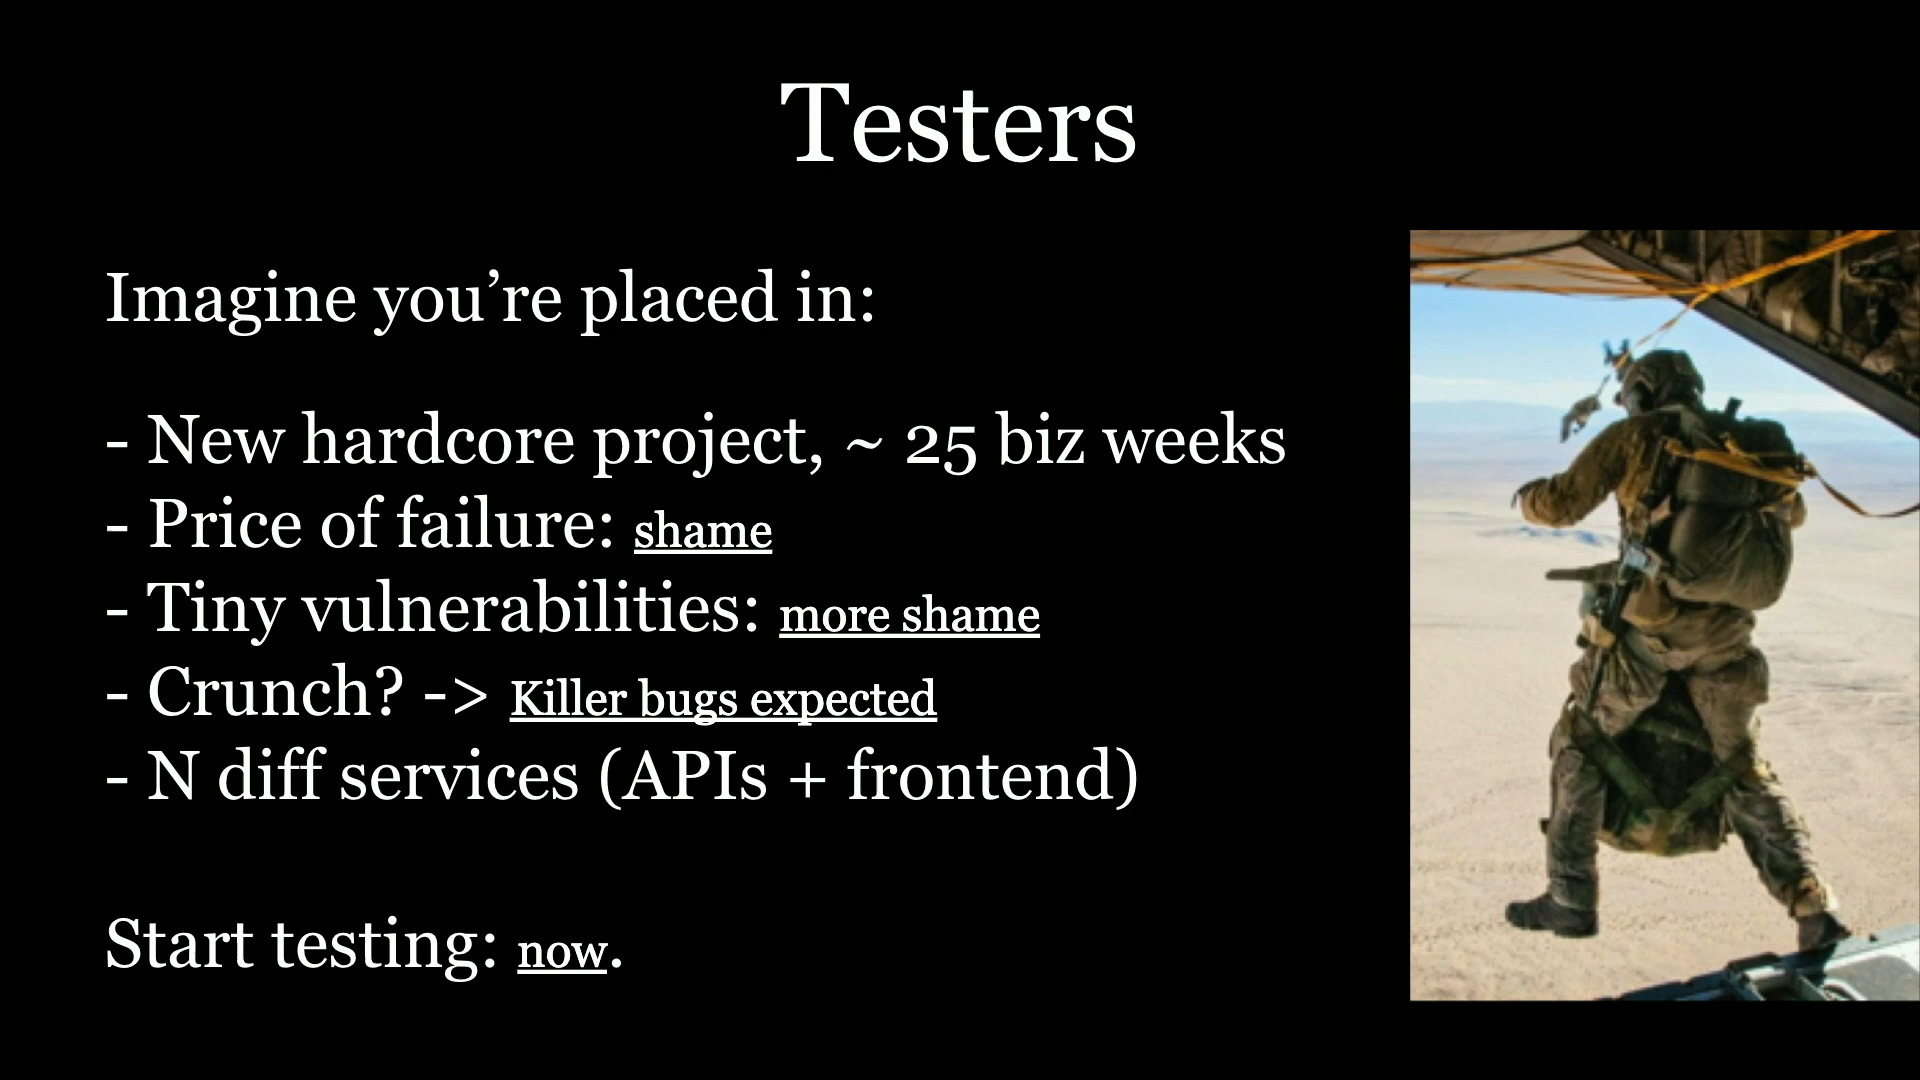 Testers
Imagine you’re placed in:
- New hardcore project, ~ 25 biz weeks
- Price of failure: shame
- Tiny vulnerabilities: more shame
- Crunch? -> Killer bugs expected
- N diff services (APIs + frontend)
Start testing: now.